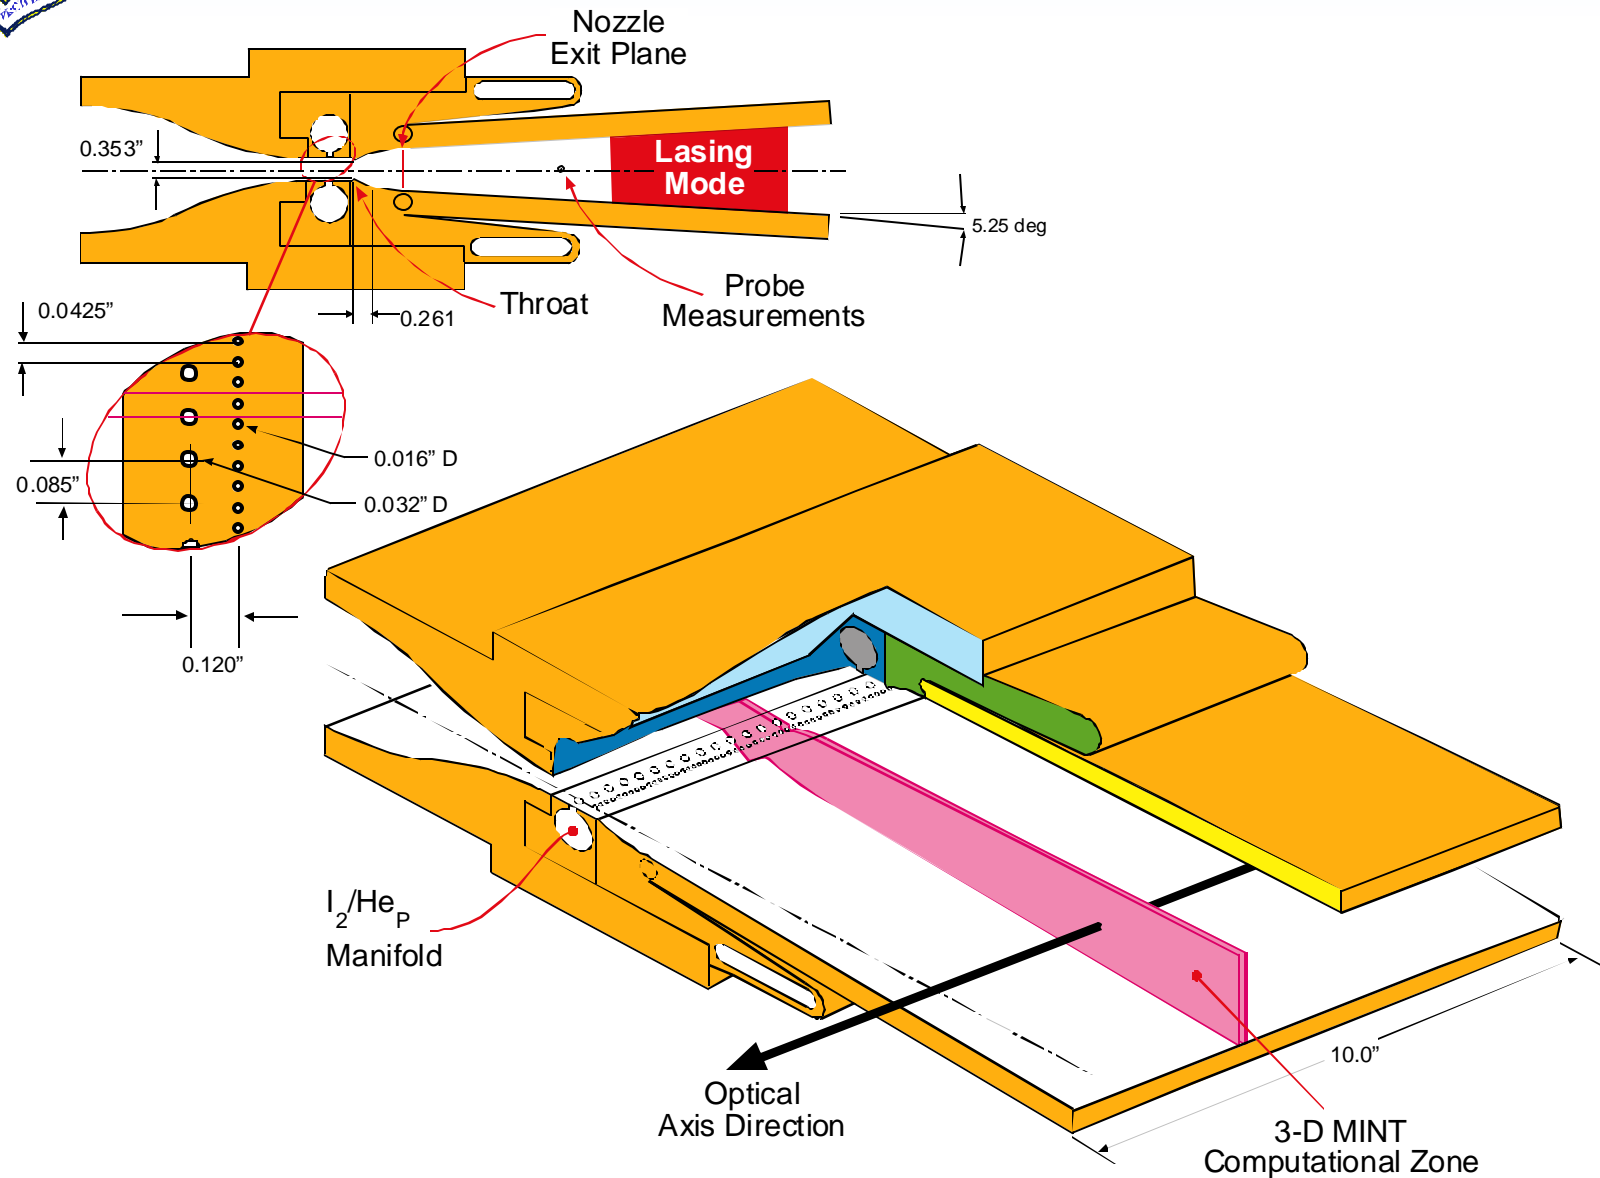 Nozzle
Exit Plane
0.353”
Lasing
Mode
5.25 deg
Probe
Measurements
Throat
0.261
0.0425”
0.016” D
0.085”
0.032” D
0.120”
I2/HeP
Manifold
10.0”
Optical
Axis Direction
3-D MINT
Computational Zone